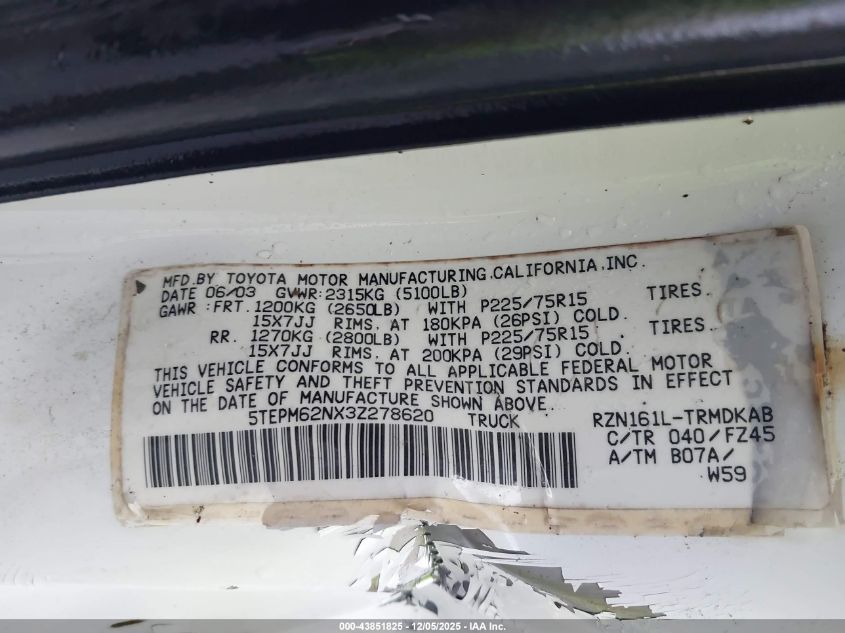 MFD.BY TOYOTA MOTOR MANUFACTURING.CALIFORNIA.INC.
DATE 06/03 GVWR:2315KG (5100LB)
GAWR :FRT.1200KG (2650LB) WITH P225/75R15 TIRES.
15X7JJ RIMS. AT 180KPA (26PSI) COLD.
RR. 1270KG (2800LB) WITH P225/75R15 TIRES.
15X7JJ RIMS. AT 200KPA (29PSI) COLD.
THIS VEHICLE CONFORMS TO ALL APPLICABLE FEDERAL MOTOR
VEHICLE SAFETY AND THEFT PREVENTION STANDARDS IN EFFECT
ON THE DATE OF MANUFACTURE SHOWN ABOVE.
5TEPM62NX3Z278620 TRUCK RZN161L-TRMDKAB
C/TR 040/FZ45
A/TM B07A/
W59
000-43851825 - 12/05/2025 - IAA Inc.